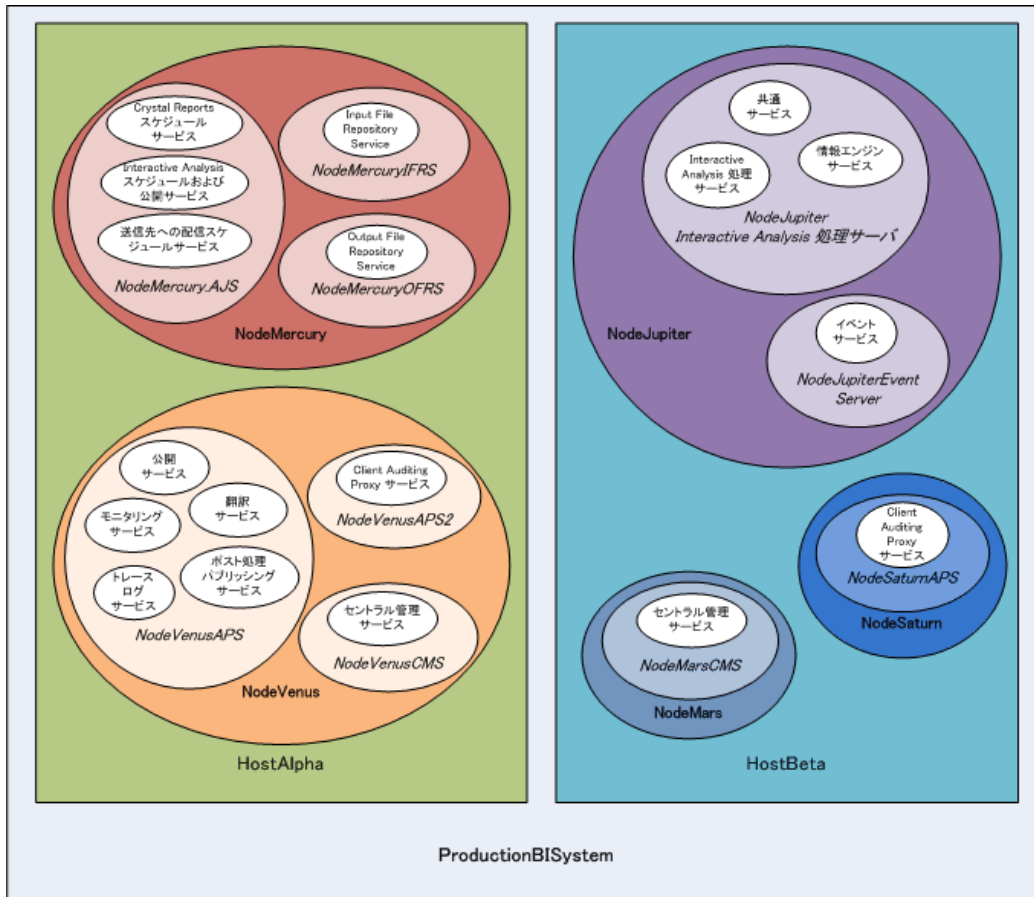 Crystal Reports
スケジュール
サービス
Interactive Analysis
スケジュールおよび
公開サービス
送信先への配信スケ
ジュールサービス
NodeMercury.AJS
Input File
Repository
Service
NodeMercuryIFRS
Output File
Repository
Service
NodeMercuryOFRS
NodeMercury
公開
サービス
モニタリング
サービス
翻訳
サービス
トレース
ログ
サービス
ポスト処理
パブリッシング
サービス
NodeVenusAPS
Client Auditing
Proxy サービス
NodeVenusAPS2
セントラル管理
サービス
NodeVenusCMS
NodeVenus
HostAlpha
共通
サービス
Interactive
Analysis 処理
サービス
情報エンジン
サービス
NodeJupiter
Interactive Analysis 処理サーバ
NodeJupiter
イベント
サービス
NodeJupiterEvent
Server
Client
Auditing
Proxy
サービス
NodeSaturnAPS
NodeSaturn
セントラル管理
サービス
NodeMarsCMS
NodeMars
HostBeta
ProductionBISystem